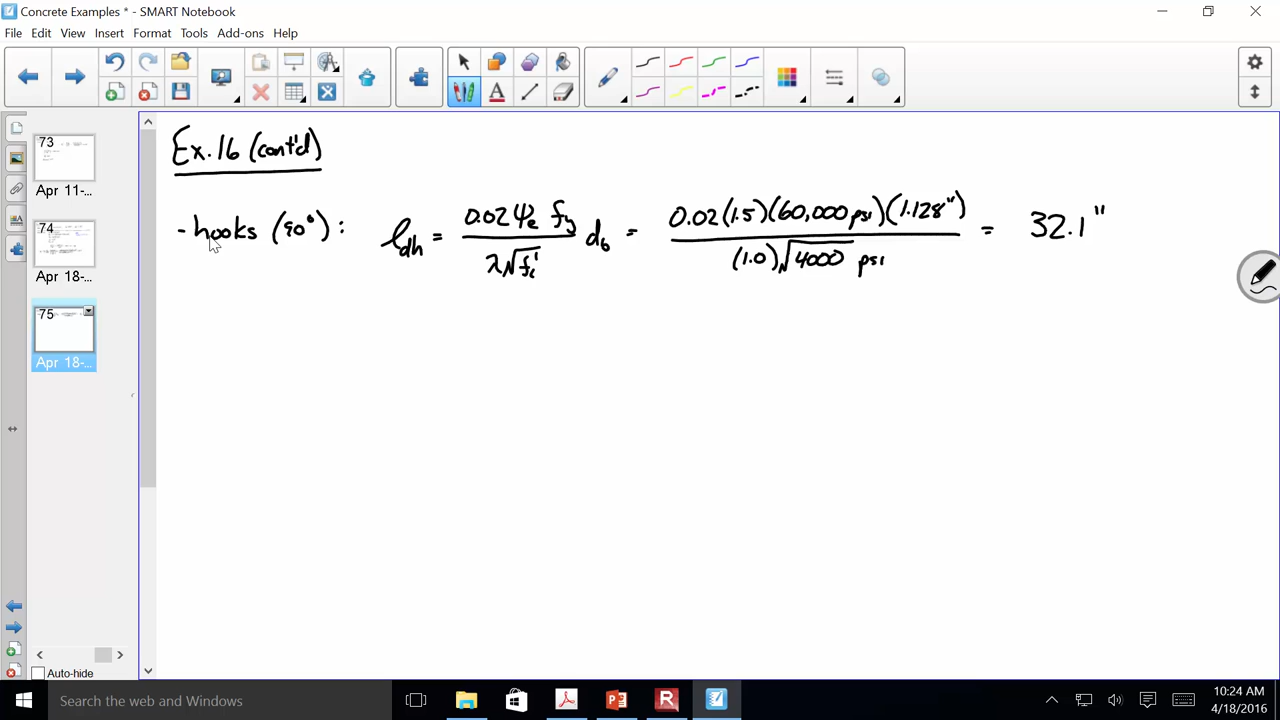 Concrete Examples * - SMART Notebook
File Edit View Insert Format Tools Add-ons Help
73
Apr 11-...
74
Apr 18-...
75
Apr 18-...
Auto-hide
Ex. 16 (cont'd)
- hooks (90°) : ℓdh = 0.02 ψe fy / λ√f'c db = 0.02 (1.5)(60,000 psi)(1.128") / (1.0)√4000 psi = 32.1"
Search the web and Windows
10:24 AM
4/18/2016